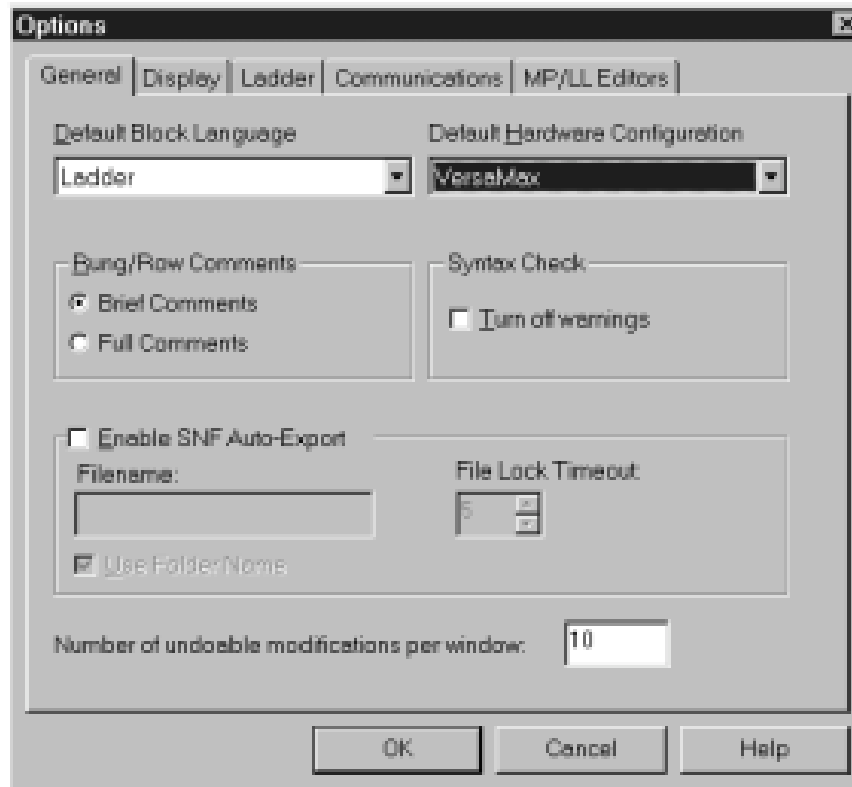 Options
General Display Ladder Communications MP/LL Editors
Default Block Language
Default Hardware Configuration
Ladder
VersaMax
Rung/Row Comments
Syntax Check
Brief Comments
Turn off warnings
Full Comments
Enable SNF Auto-Export
Filename:
File Lock Timeout:
5
Use Folder Name
Number of undoable modifications per window:
10
OK Cancel Help